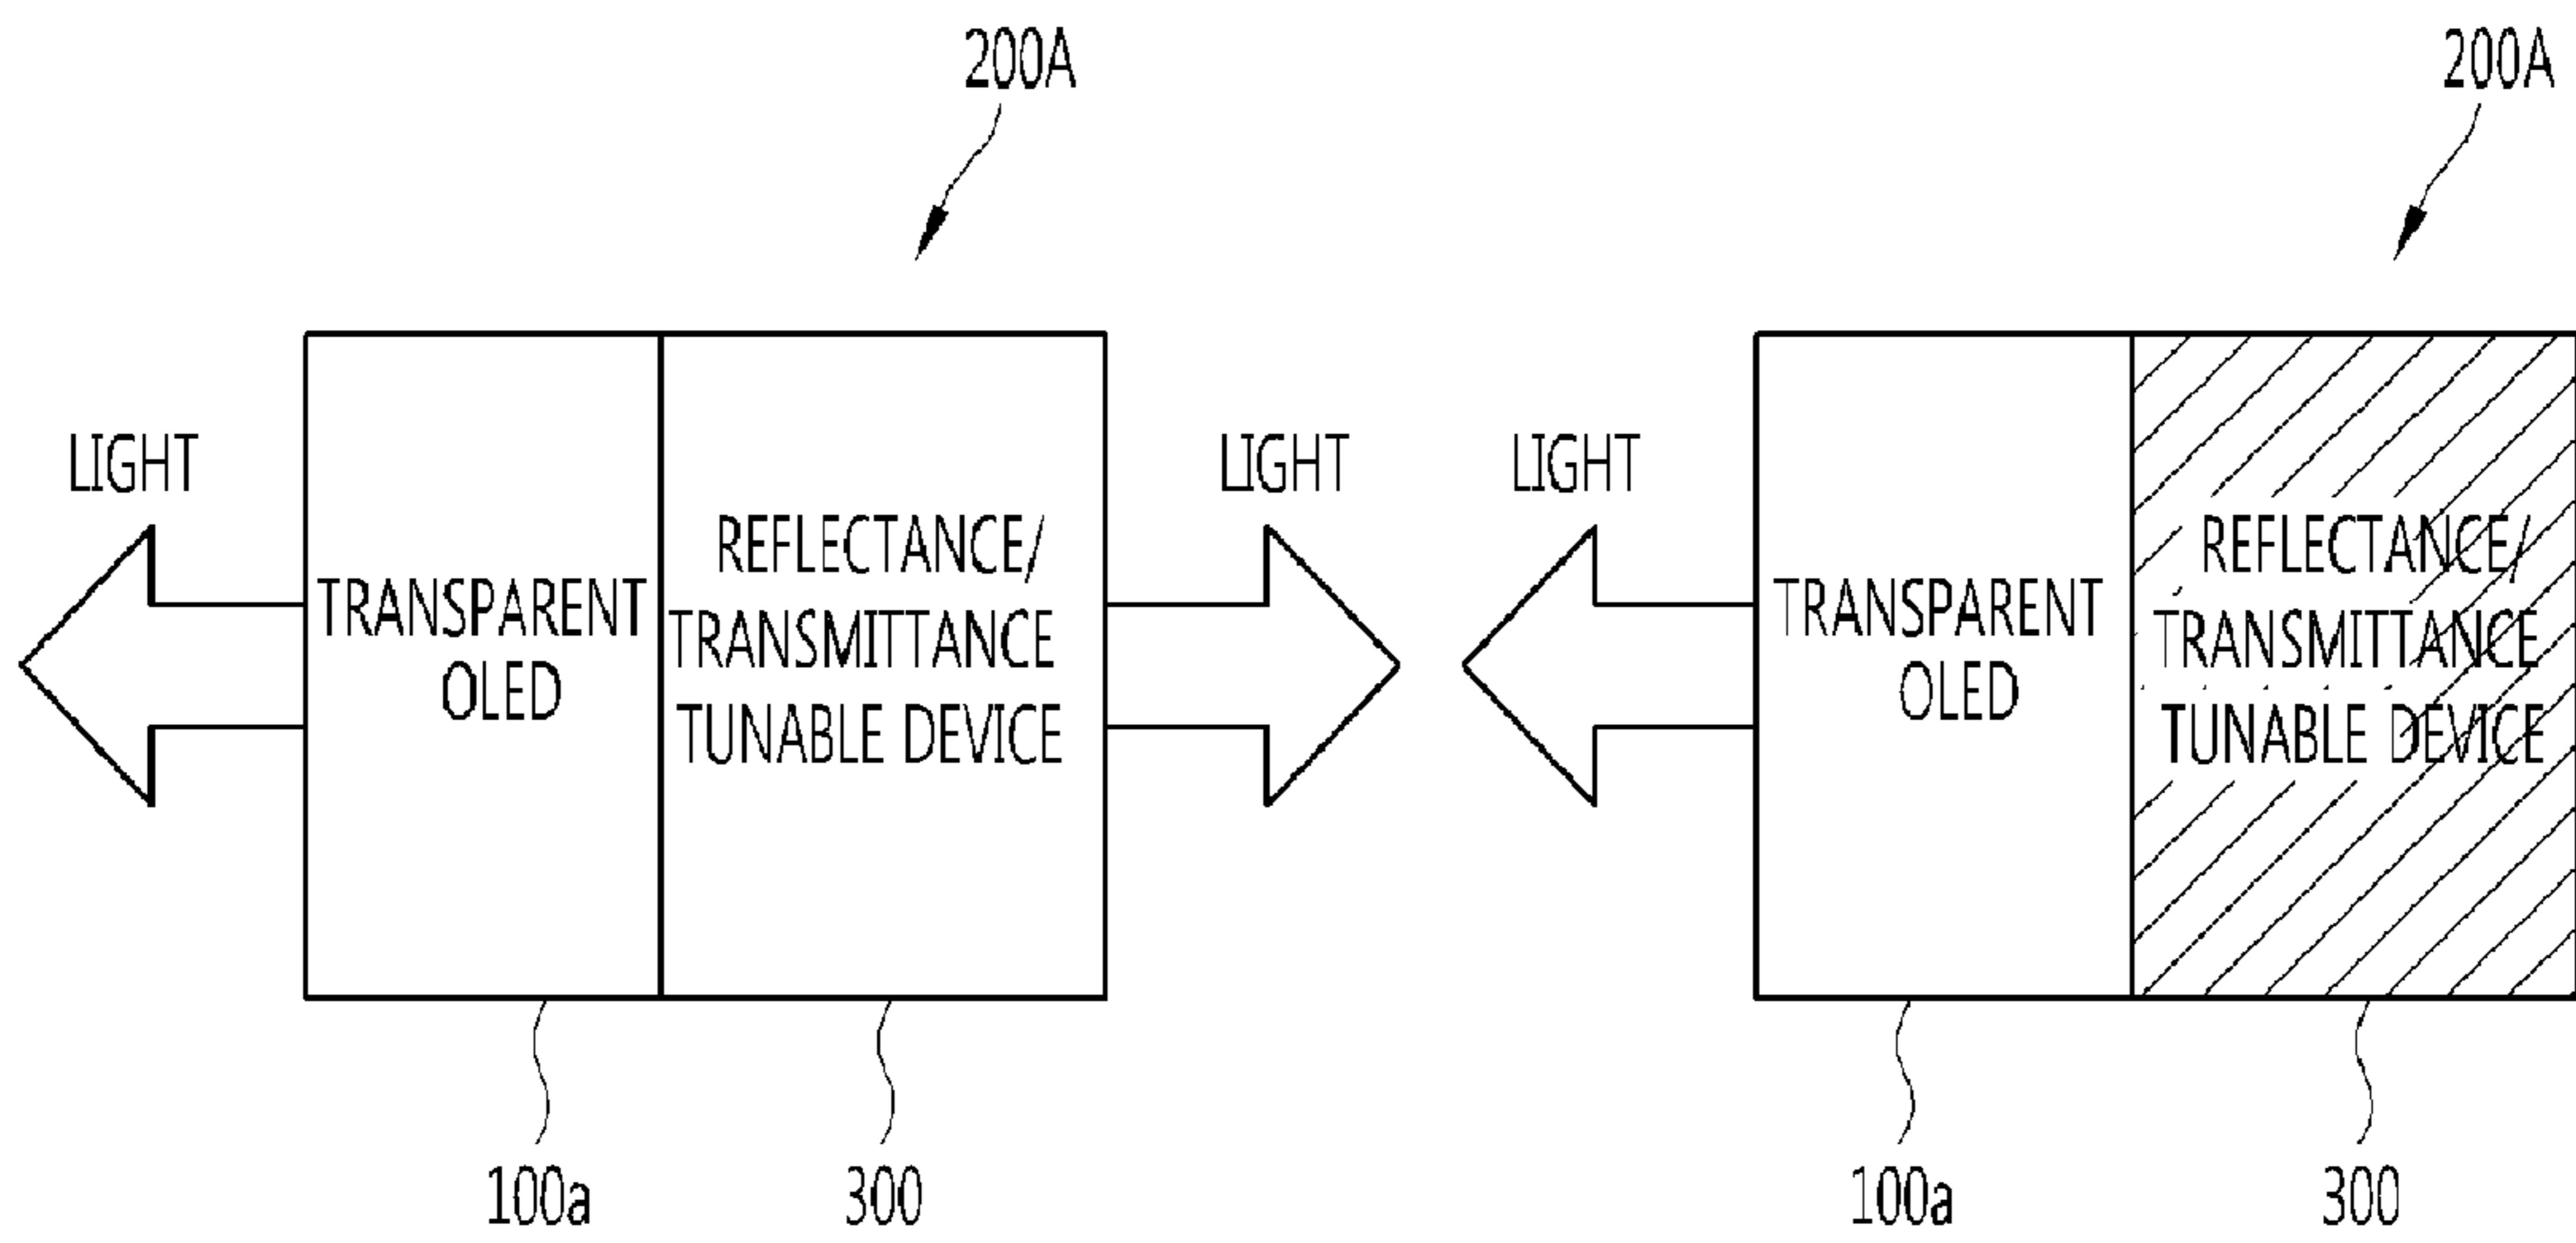 200A
200A
LIGHT
LIGHT
LIGHT
TRANSPARENT
OLED
REFLECTANCE/
TRANSMITTANCE
TUNABLE DEVICE
TRANSPARENT
OLED
REFLECTANCE/
TRANSMITTANCE
TUNABLE DEVICE
100a
300
100a
300